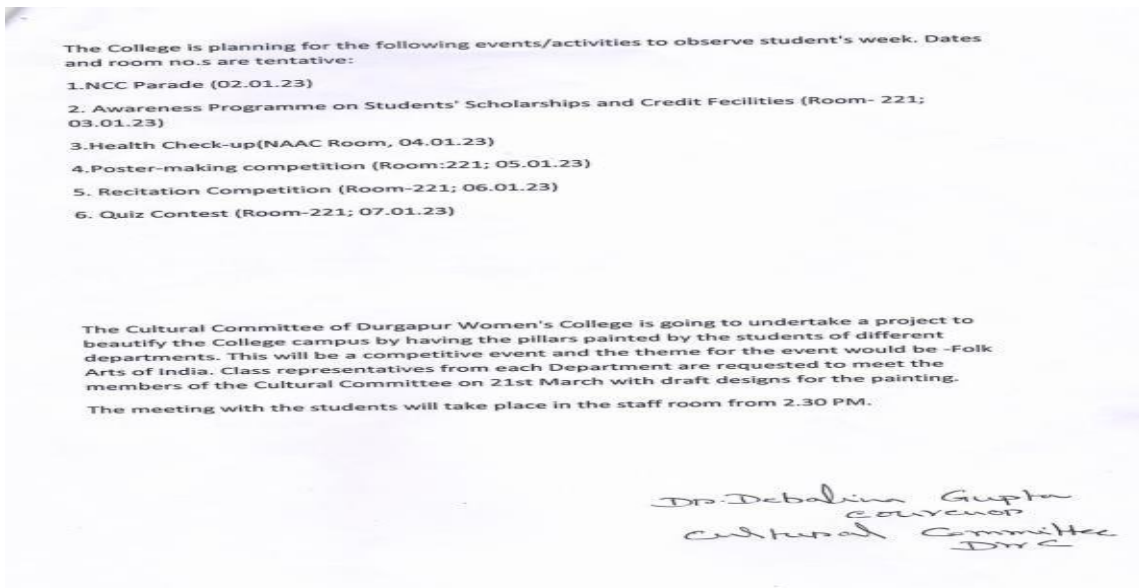 The College is planning for the following events/activities to observe student's week. Dates
and room no.s are tentative:
1.NCC Parade (02.01.23)
2. Awareness Programme on Students' Scholarships and Credit Fecilities (Room- 221;
03.01.23)
3.Health Check-up(NAAC Room, 04.01.23)
4.Poster-making competition (Room:221; 05.01.23)
5. Recitation Competition (Room-221; 06.01.23)
6. Quiz Contest (Room-221; 07.01.23)
The Cultural Committee of Durgapur Women's College is going to undertake a project to
beautify the College campus by having the pillars painted by the students of different
departments. This will be a competitive event and the theme for the event would be -Folk
Arts of India. Class representatives from each Department are requested to meet the
members of the Cultural Committee on 21st March with draft designs for the painting.
The meeting with the students will take place in the staff room from 2.30 PM.
Dr. Debalina Gupta
Convenor
Cultural Committee
DWC